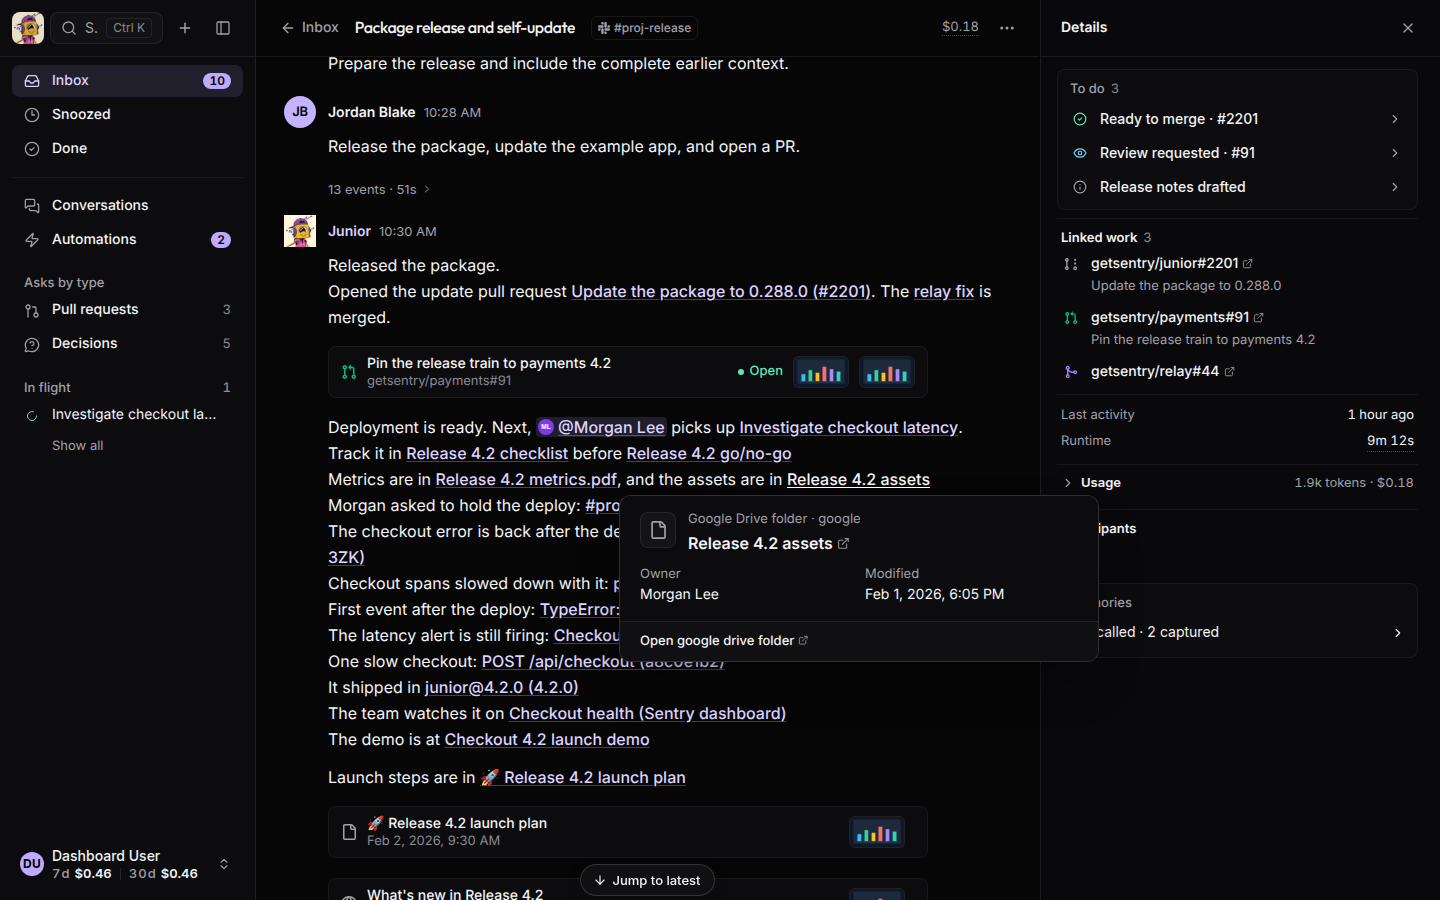 S.
Ctrl K
Inbox
10
Snoozed
Done
Conversations
Automations
2
Asks by type
Pull requests
3
Decisions
5
In flight
1
Investigate checkout la...
Show all
DU
Dashboard User
7d $0.46 30d $0.46
Inbox
Package release and self-update
#proj-release
$0.18
Prepare the release and include the complete earlier context.
JB
Jordan Blake 10:28 AM
Release the package, update the example app, and open a PR.
13 events · 51s
Junior 10:30 AM
Released the package.
Opened the update pull request Update the package to 0.288.0 (#2201). The relay fix is
merged.
Pin the release train to payments 4.2
getsentry/payments#91
Open
Deployment is ready. Next, ML @Morgan Lee picks up Investigate checkout latency.
Track it in Release 4.2 checklist before Release 4.2 go/no-go
Metrics are in Release 4.2 metrics.pdf, and the assets are in Release 4.2 assets
Morgan asked to hold the deploy: #pro
The checkout error is back after the de
3ZK)
Checkout spans slowed down with it: p
First event after the deploy: TypeError:
The latency alert is still firing: Checkou
One slow checkout: POST /api/checkout (a8c0e1b2)
It shipped in junior@4.2.0 (4.2.0)
The team watches it on Checkout health (Sentry dashboard)
The demo is at Checkout 4.2 launch demo
Launch steps are in 🚀 Release 4.2 launch plan
🚀 Release 4.2 launch plan
Feb 2, 2026, 9:30 AM
What's new in Release 4.2
Jump to latest
Google Drive folder · google
Release 4.2 assets
Owner
Modified
Morgan Lee
Feb 1, 2026, 6:05 PM
Open google drive folder
Details
To do 3
Ready to merge · #2201
Review requested · #91
Release notes drafted
Linked work 3
getsentry/junior#2201
Update the package to 0.288.0
getsentry/payments#91
Pin the release train to payments 4.2
getsentry/relay#44
Last activity
1 hour ago
Runtime
9m 12s
Usage
1.9k tokens · $0.18
ipants
ories
called · 2 captured